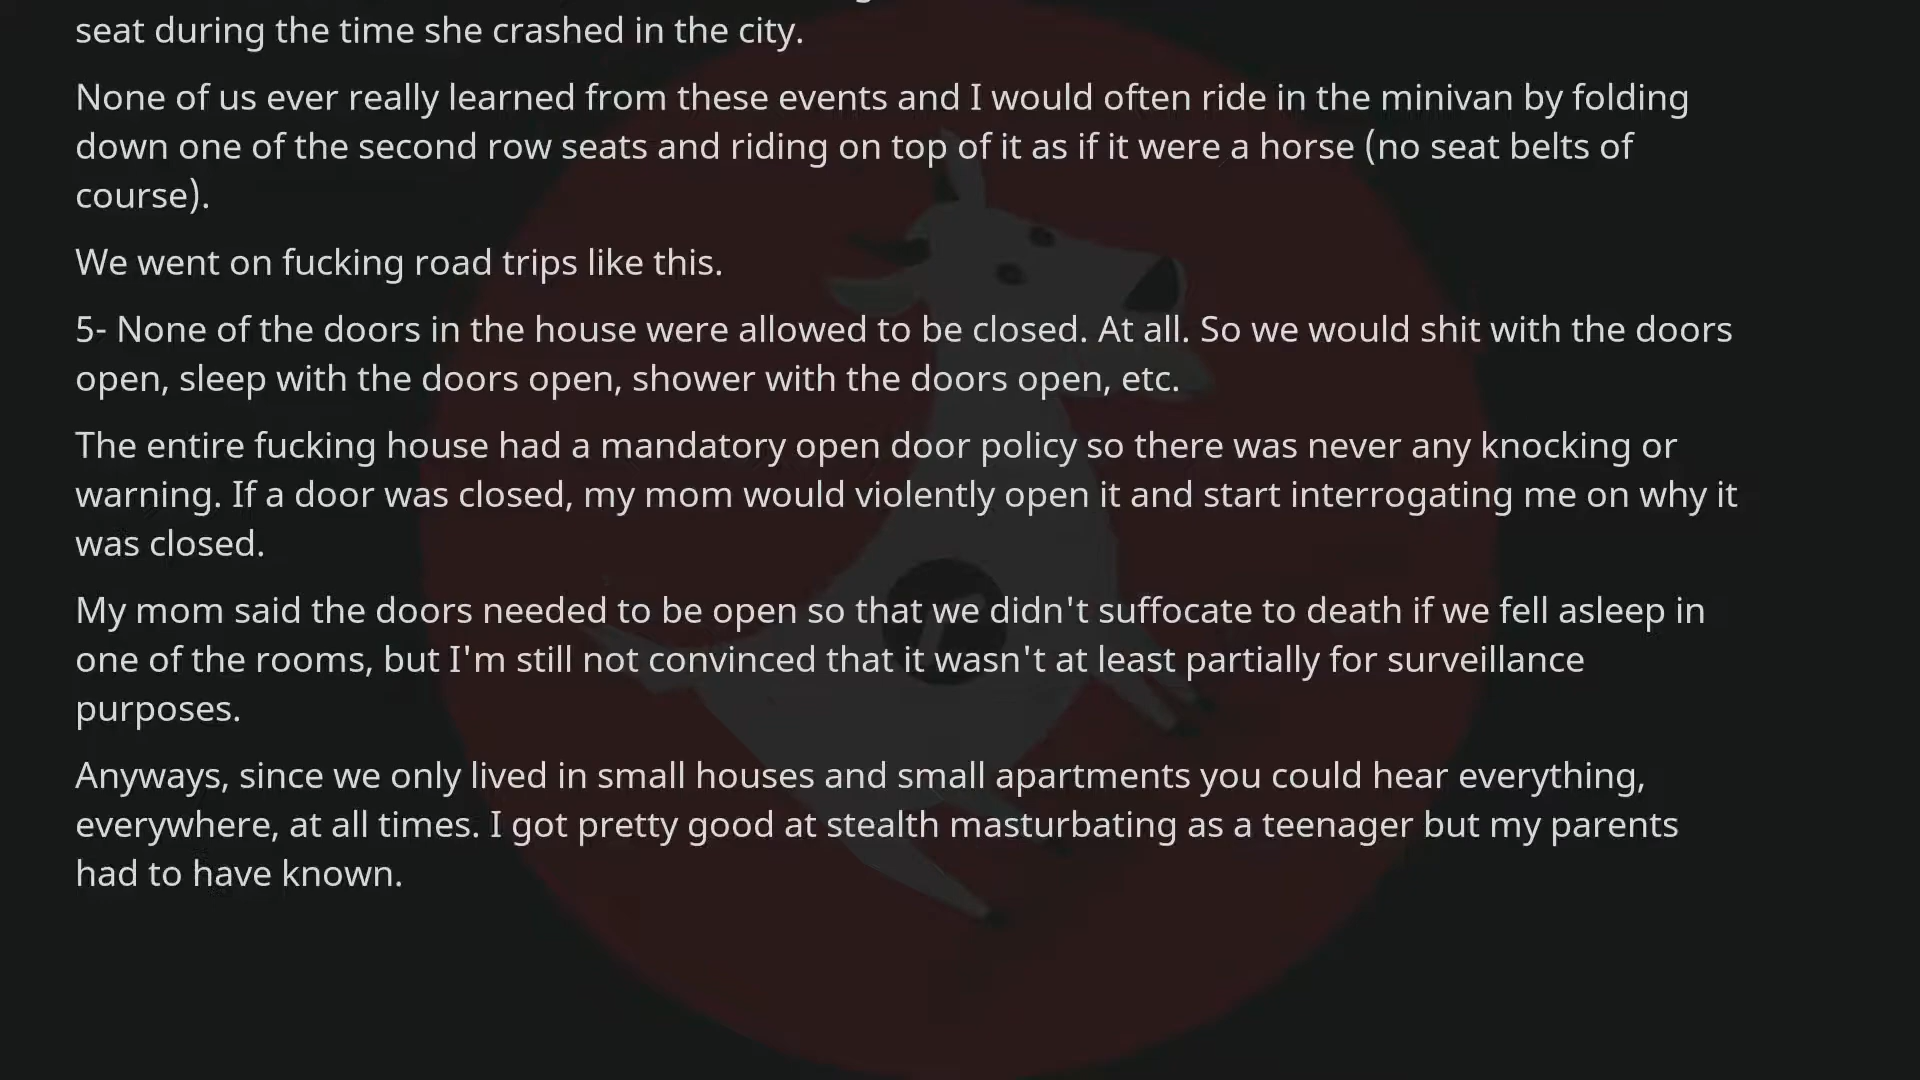 seat during the time she crashed in the city.
None of us ever really learned from these events and I would often ride in the minivan by folding
down one of the second row seats and riding on top of it as if it were a horse (no seat belts of
course).
We went on fucking road trips like this.
5- None of the doors in the house were allowed to be closed. At all. So we would shit with the doors
open, sleep with the doors open, shower with the doors open, etc.
The entire fucking house had a mandatory open door policy so there was never any knocking or
warning. If a door was closed, my mom would violently open it and start interrogating me on why it
was closed.
My mom said the doors needed to be open so that we didn't suffocate to death if we fell asleep in
one of the rooms, but I'm still not convinced that it wasn't at least partially for surveillance
purposes.
Anyways, since we only lived in small houses and small apartments you could hear everything,
everywhere, at all times. I got pretty good at stealth masturbating as a teenager but my parents
had to have known.